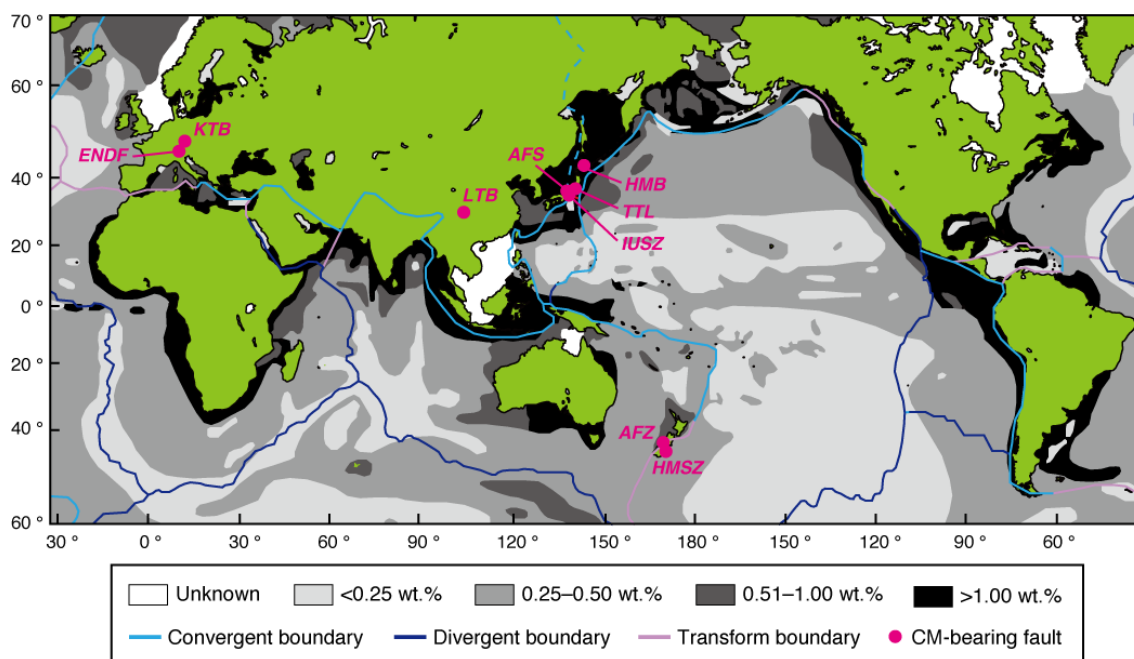 70 °
60 °
40 °
20 °
0 °
20 °
40 °
60 °
KTB
ENDF
LTB
AFS
HMB
TTL
IUSZ
AFZ
HMSZ
30 ° 0 ° 30 ° 60 ° 90 ° 120 ° 150 ° 180 ° 150 ° 120 ° 90 ° 60 °
Unknown <0.25 wt.% 0.25–0.50 wt.% 0.51–1.00 wt.% >1.00 wt.%
Convergent boundary Divergent boundary Transform boundary CM-bearing fault